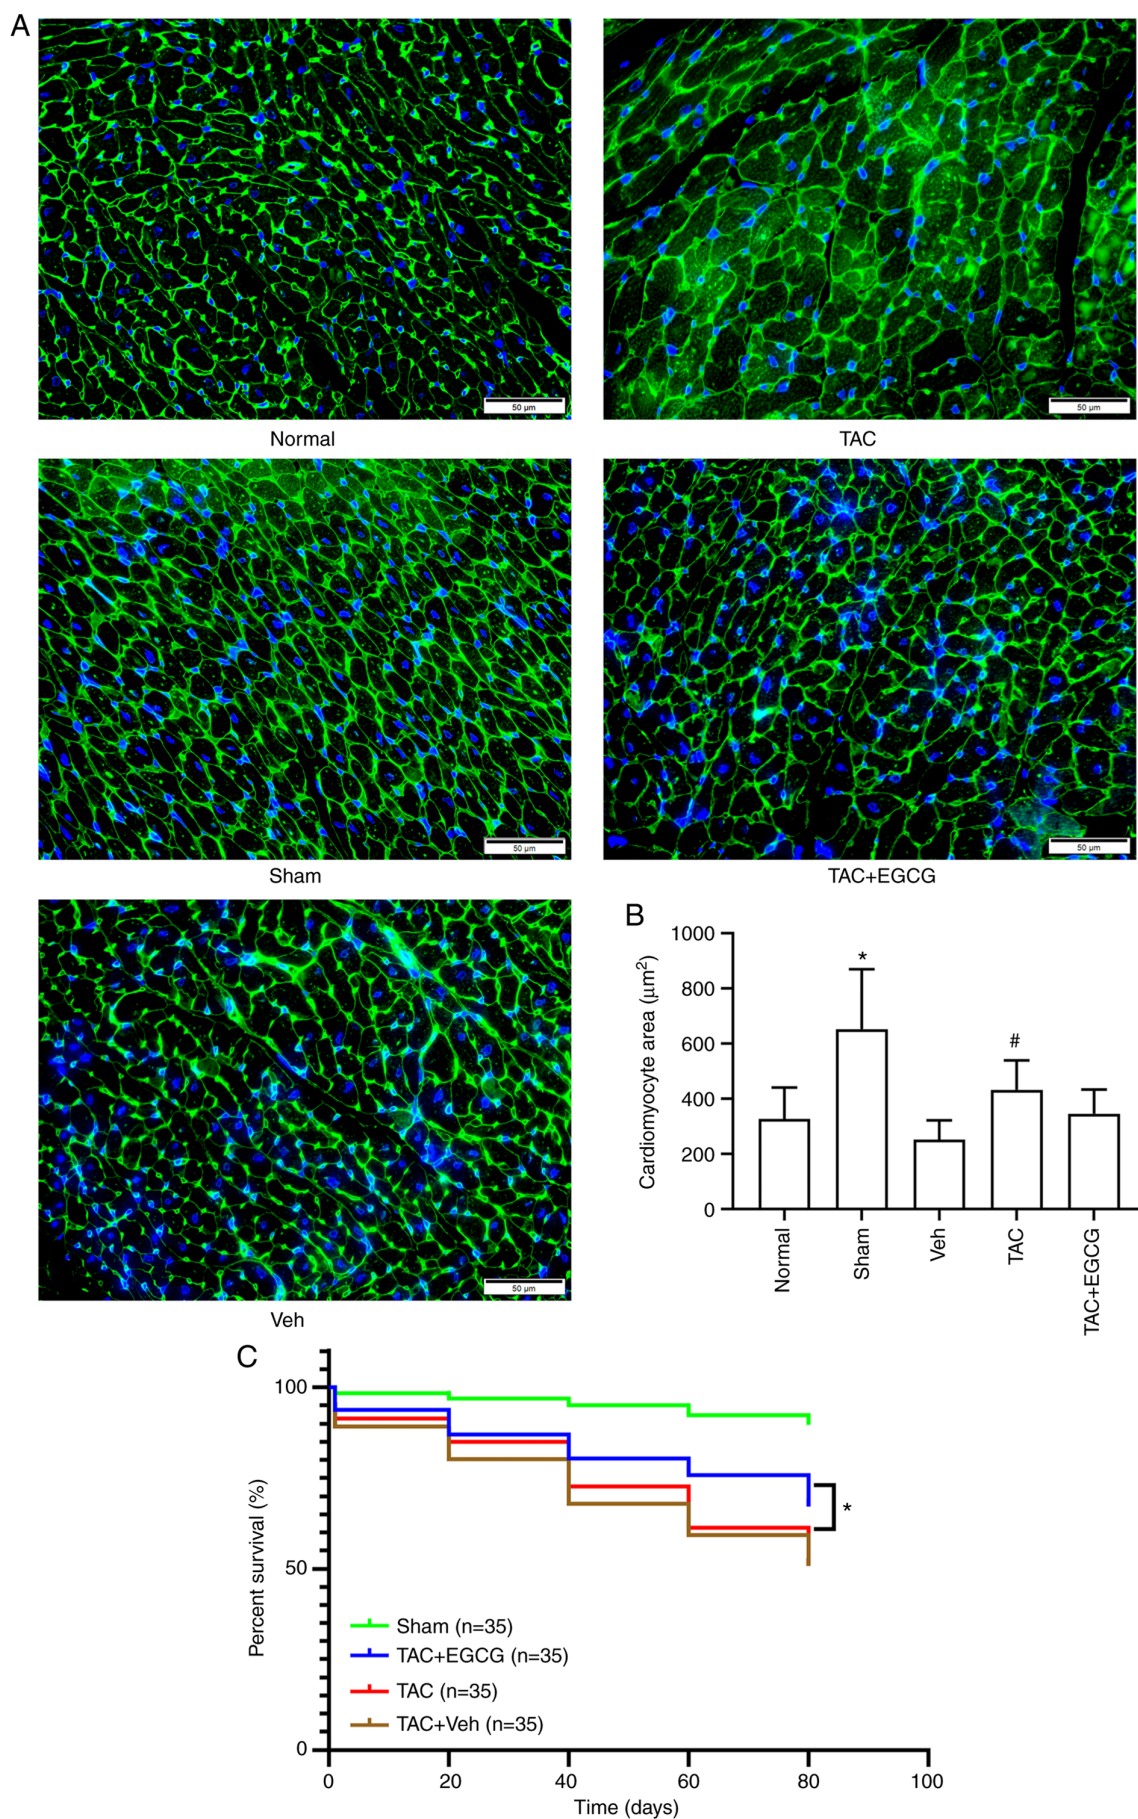 A
50 µm
50 µm
Normal
TAC
50 µm
50 µm
Sham
TAC+EGCG
50 µm
Veh
B
Cardiomyocyte area (µm²)
1000
800
600
400
200
0
*
#
Normal
Sham
Veh
TAC
TAC+EGCG
C
Percent survival (%)
100
50
0
*
Sham (n=35)
TAC+EGCG (n=35)
TAC (n=35)
TAC+Veh (n=35)
0
20
40
60
80
100
Time (days)